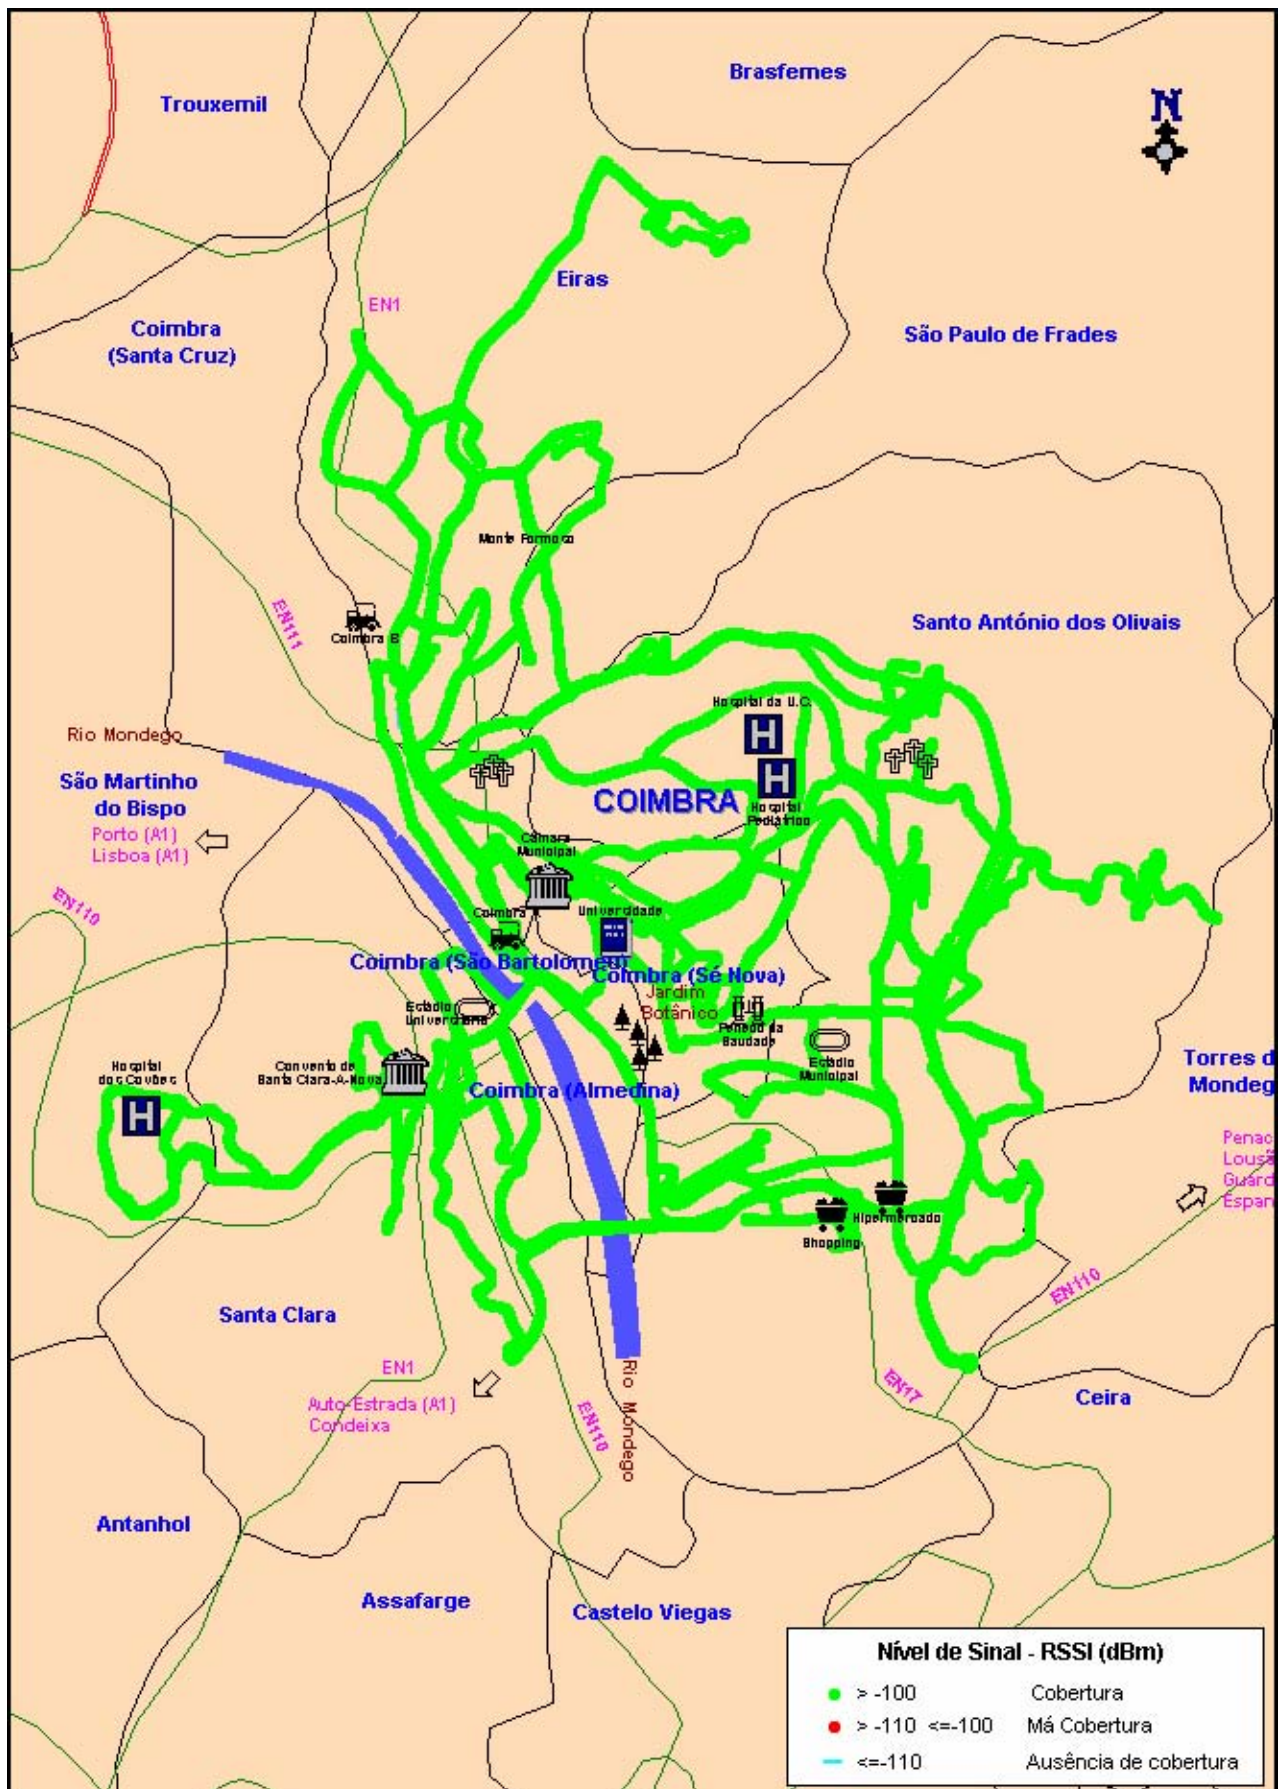 Brasfemes
Trouxemil
N
Eiras
EN1
Coimbra
(Santa Cruz)
São Paulo de Frades
Monte Formoso
EN111
Coimbra B
Santo António dos Olivais
Hospital da U.C.
Rio Mondego
São Martinho
do Bispo
Porto (A1)
Lisboa (A1)
H
H
COIMBRA
Hospital
Pediátrico
Câmara
Municipal
EN110
Coimbra A
Universidade
Coimbra (São Bartolomeu)
Coimbra (Sé Nova)
Jardim
Botânico
Estádio
Universitário
Penedo da
Saudade
Estádio
Municipal
Hospital
dos Covões
H
Convento de
Santa Clara-A-Nova
Coimbra (Almedina)
Torres d
Mondeg
Penac
Lousã
Guard
Espan
Hipermercado
Shopping
EN110
Santa Clara
EN1
Auto-Estrada (A1)
Condeixa
EN110
Rio Mondego
EN17
Ceira
Antanhol
Assafarge
Castelo Viegas
Nível de Sinal - RSSI (dBm)
> -100 Cobertura
> -110 <=-100 Má Cobertura
<=-110 Ausência de cobertura